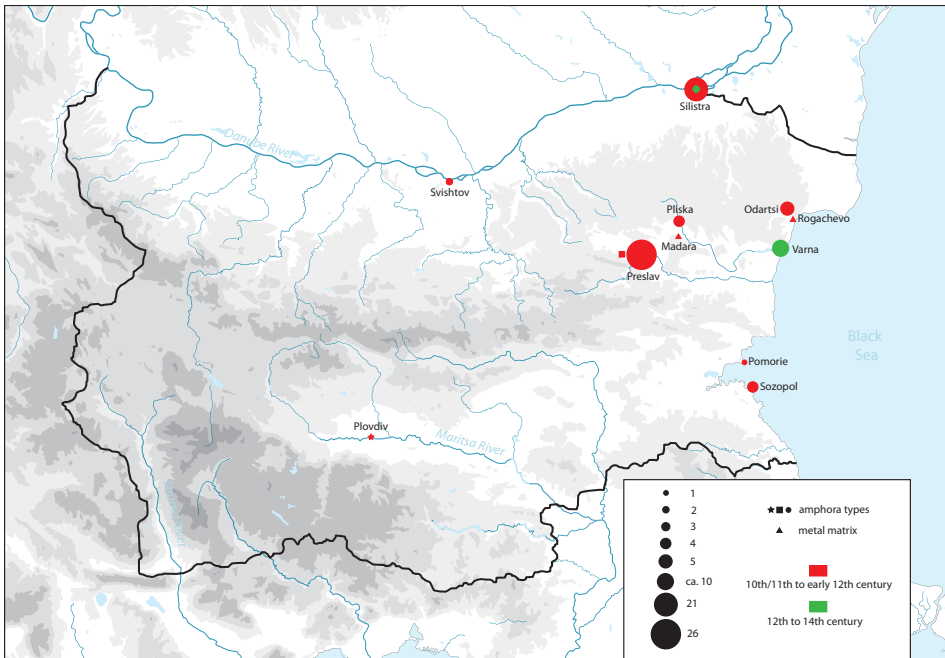 Silistra
Danube River
Svishtov
Pliska
Odartsi
Rogachevo
Madara
Varna
Preslav
Black
Sea
Pomorie
Sozopol
Plovdiv
Maritsa River
1
2
3
4
5
ca. 10
21
26
amphora types
metal matrix
10th/11th to early 12th century
12th to 14th century